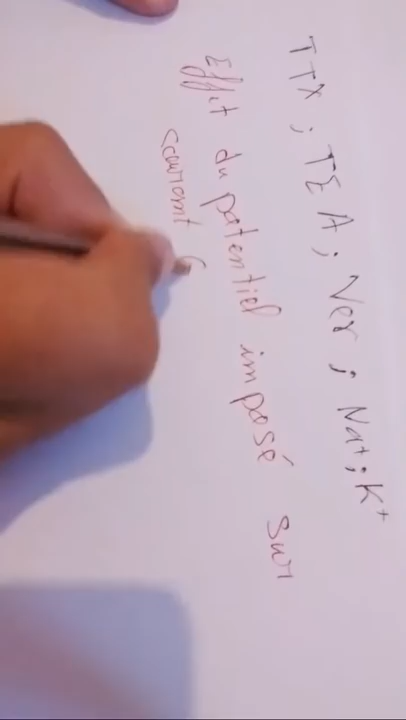 TTX ; TEA ; Ver ; Na+ ; K+
Effet du potentiel imposé sur
courant (